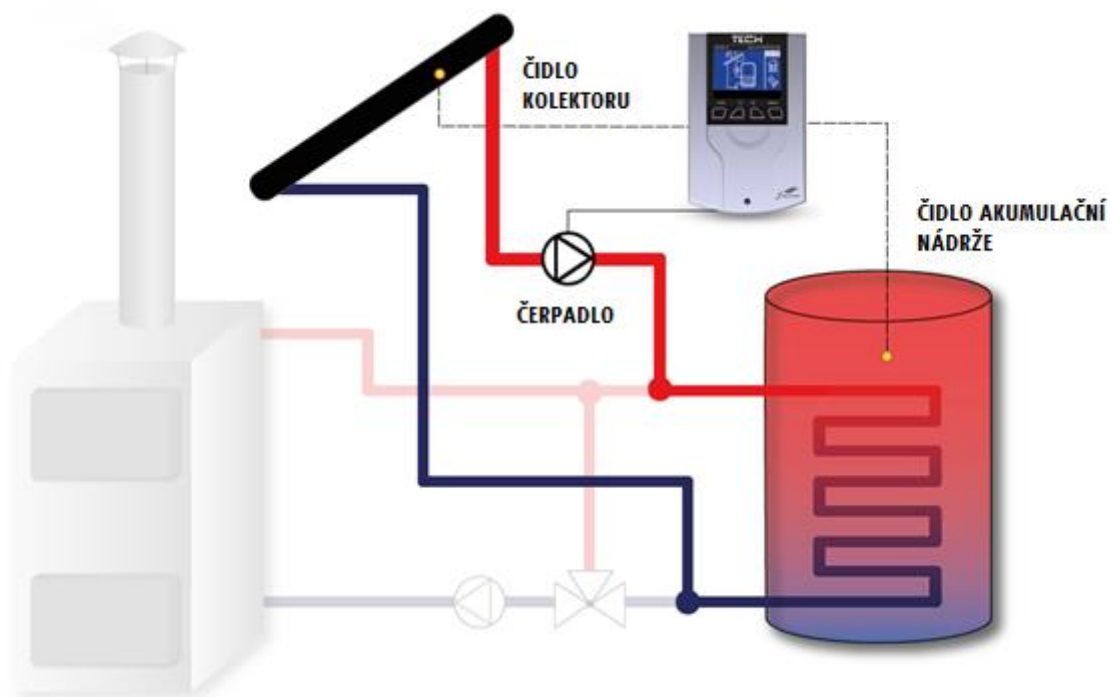 TECH
ČIDLO
KOLEKTORU
ČIDLO AKUMULAČNÍ
NÁDRŽE
ČERPADLO